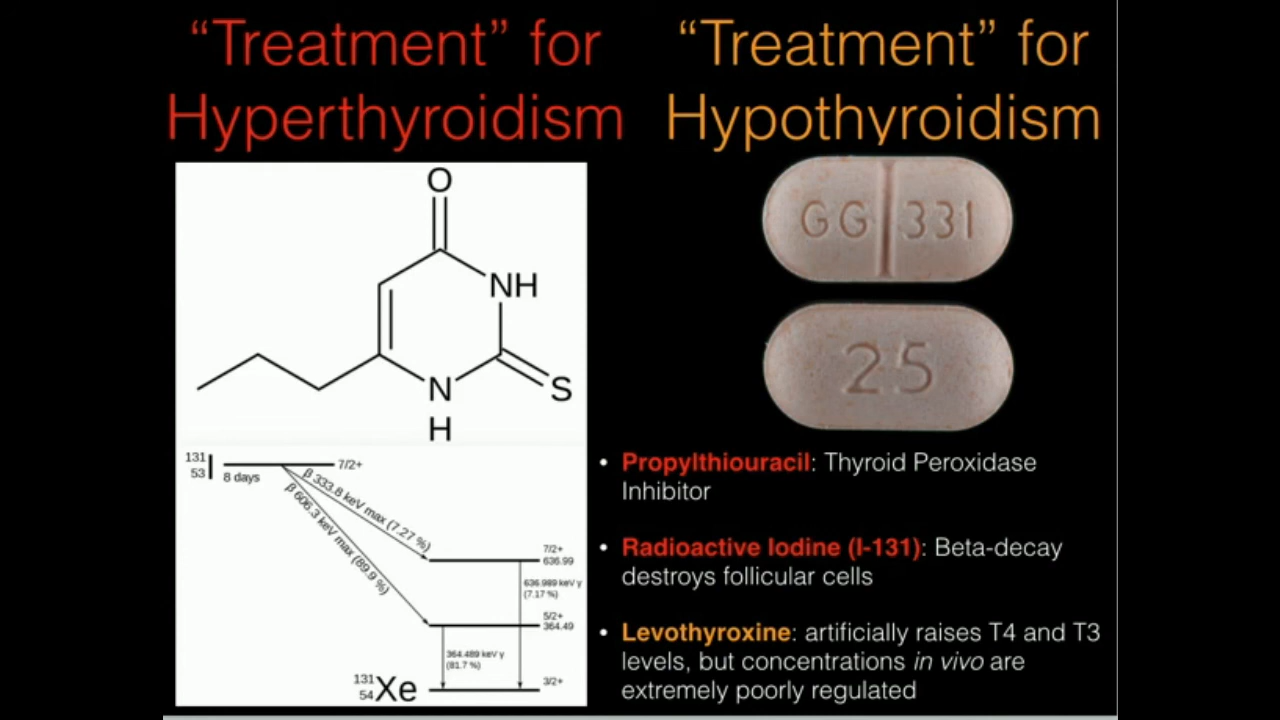 “Treatment” for
Hyperthyroidism
“Treatment” for
Hypothyroidism
O
NH
N
H
S
GG 331
25
131
53 I
8 days
7/2+
β 333.8 keV max (7.27 %)
β 606.3 keV max (89.9 %)
7/2+
636.99
636.989 keV γ
(7.17 %)
5/2+
364.49
364.489 keV γ
(81.7 %)
3/2+
131
54 Xe
• Propylthiouracil: Thyroid Peroxidase
Inhibitor
• Radioactive Iodine (I-131): Beta-decay
destroys follicular cells
• Levothyroxine: artificially raises T4 and T3
levels, but concentrations in vivo are
extremely poorly regulated